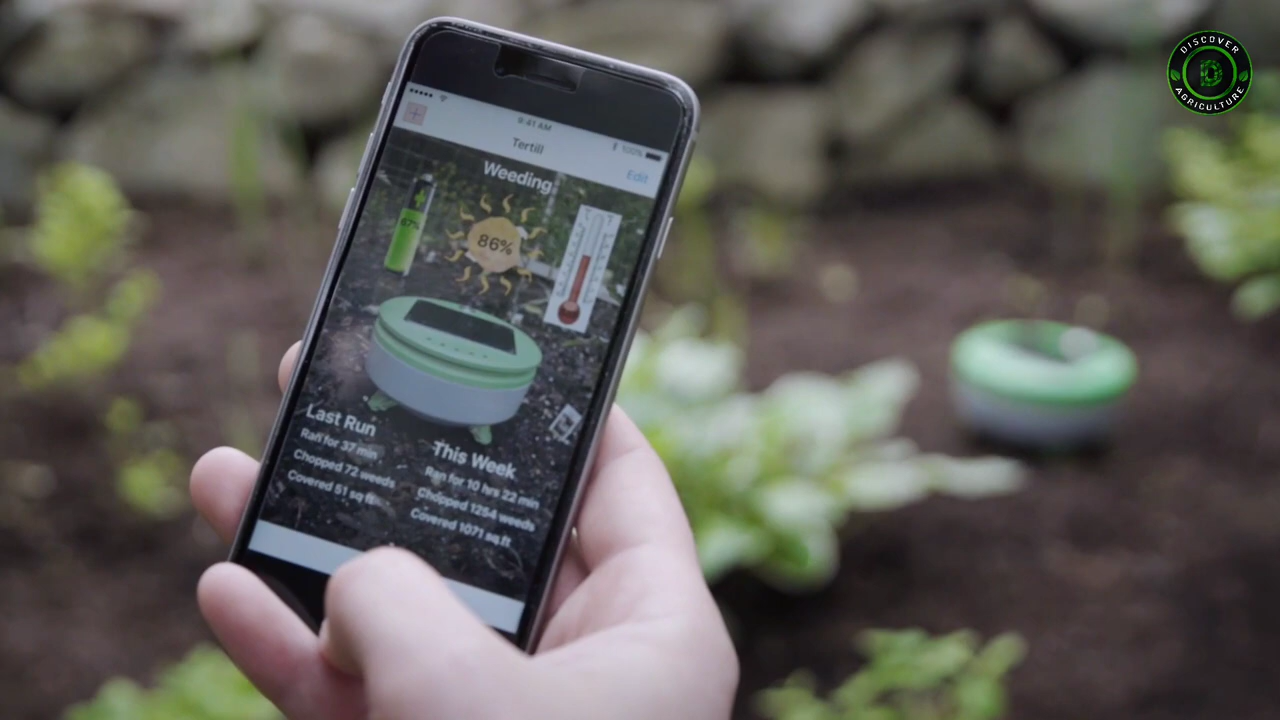 9:41 AM
100%
Tertill
Edit
Weeding
67%
86%
Last Run
Ran for 37 min
Chopped 72 weeds
Covered 51 sq ft
This Week
Ran for 10 hrs 22 min
Chopped 1254 weeds
Covered 1071 sq ft
DISCOVER
D
AGRICULTURE